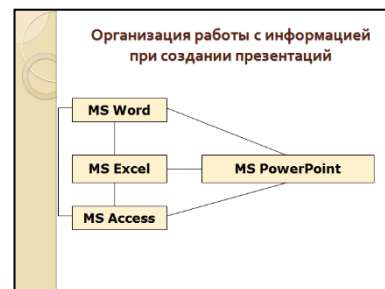 Организация работы с информацией
при создании презентаций
MS Word
MS Excel
MS PowerPoint
MS Access